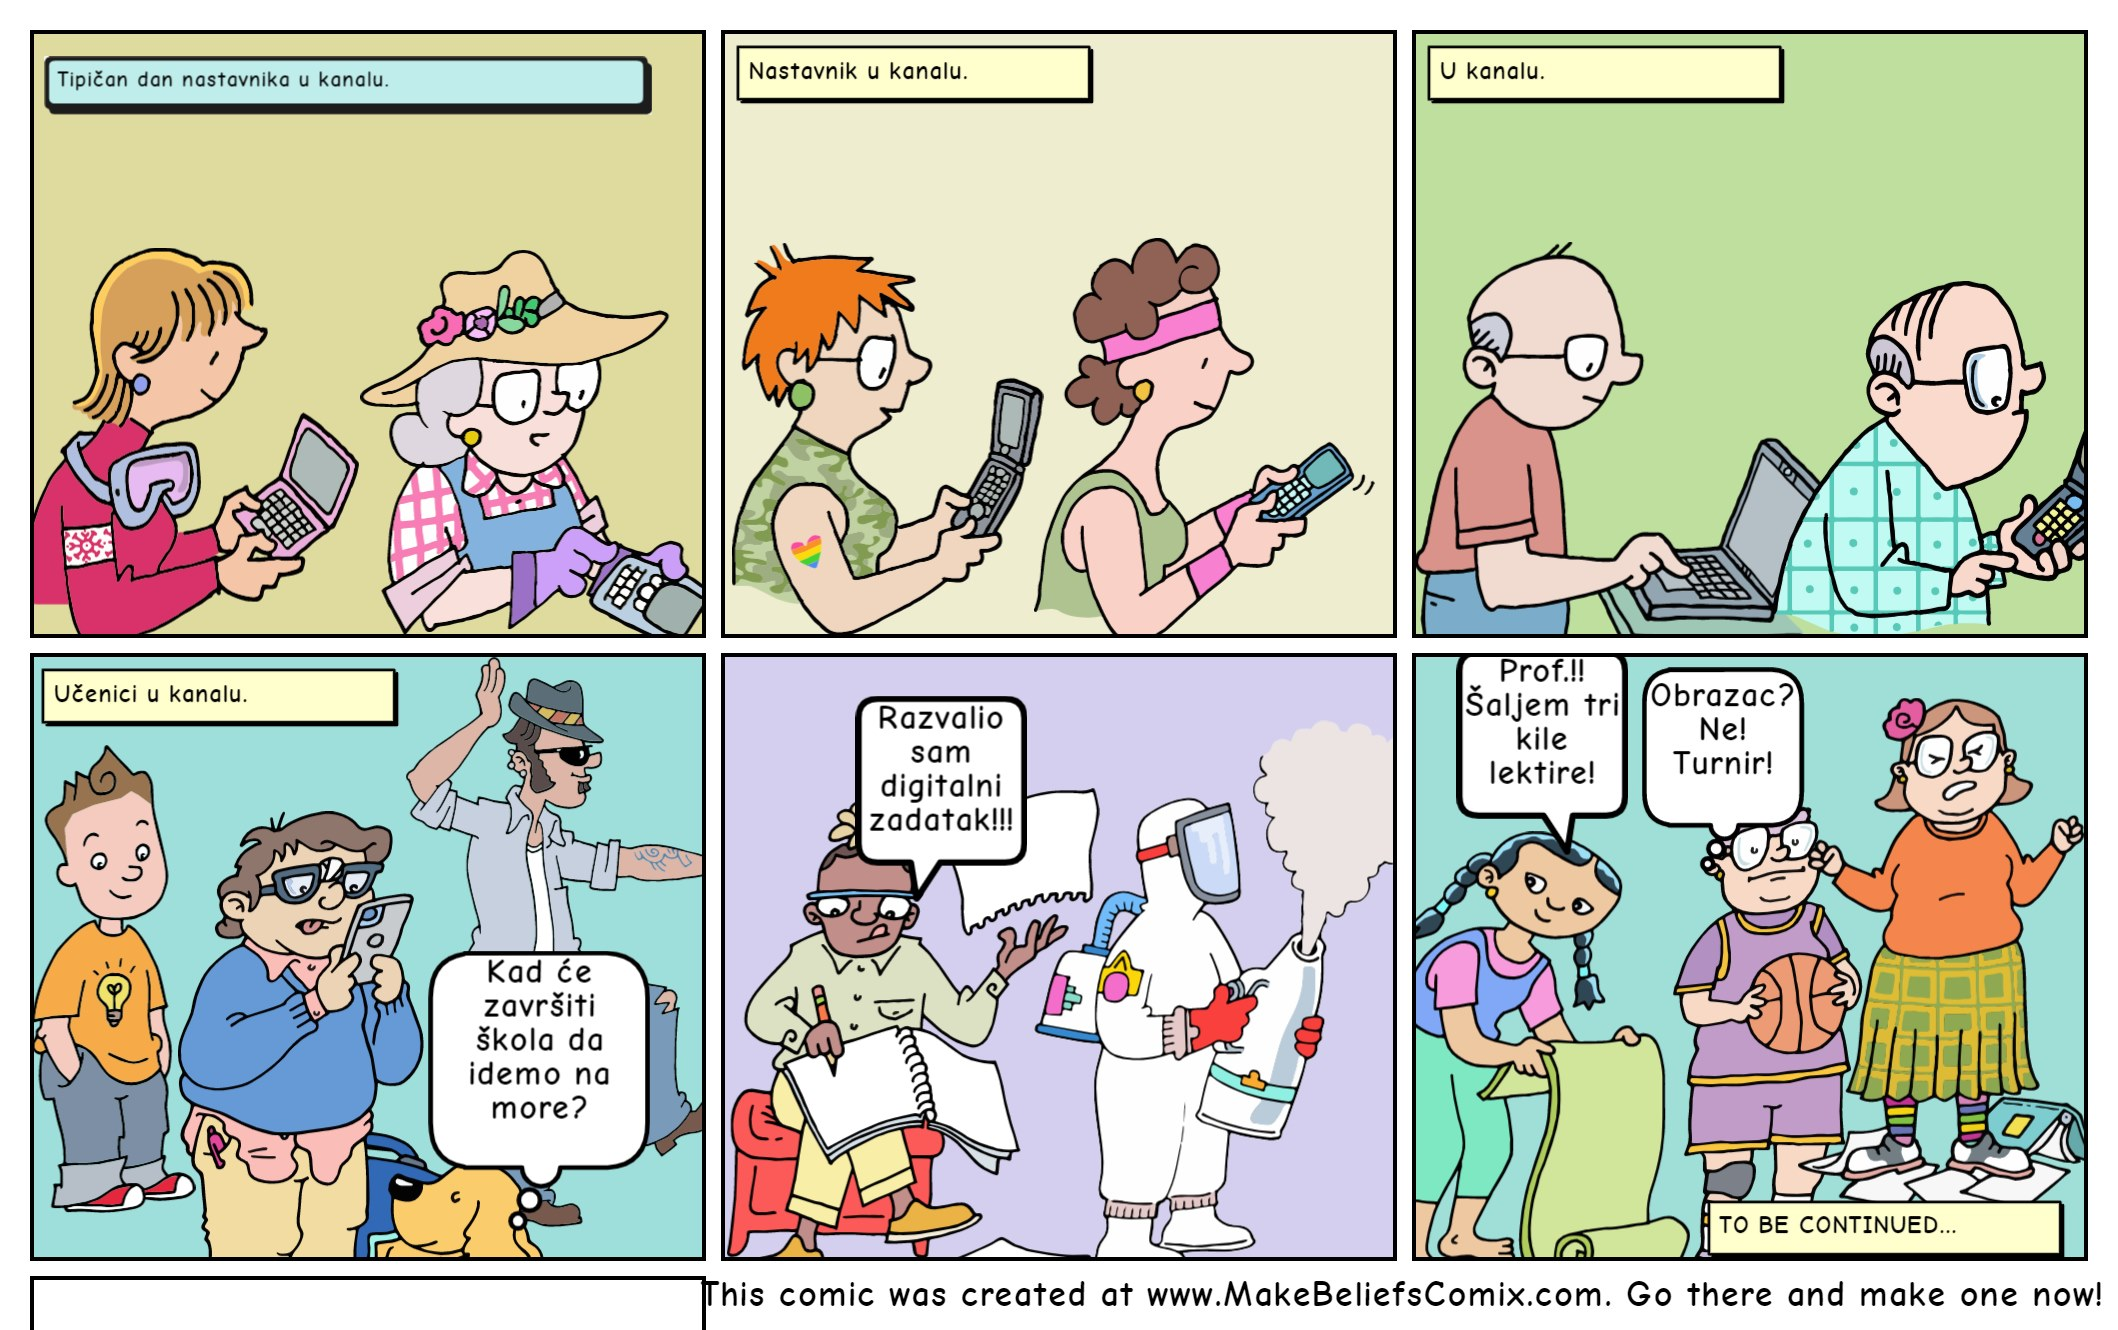 Tipičan dan nastavnika u kanalu.
Nastavnik u kanalu.
U kanalu.
Učenici u kanalu.
Kad će
završiti
škola da
idemo na
more?
Razvalio
sam
digitalni
zadatak!!!
Prof.!!
Šaljem tri
kile
lektire!
Obrazac?
Ne!
Turnir!
TO BE CONTINUED...
This comic was created at www.MakeBeliefsComix.com. Go there and make one now!